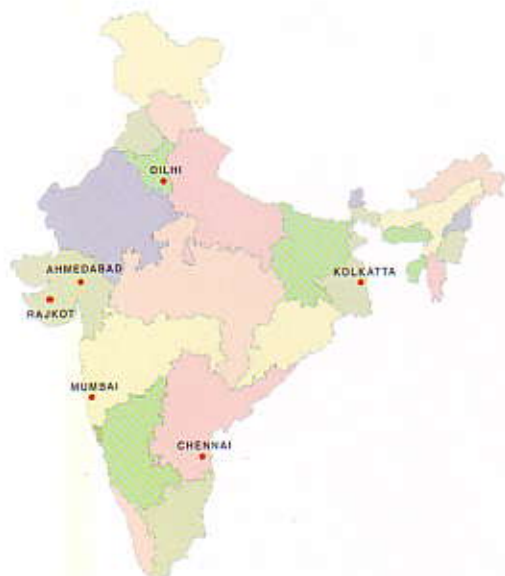 DILHI
AHMEDABAD
KOLKATTA
RAJKOT
MUMBAI
CHENNAI